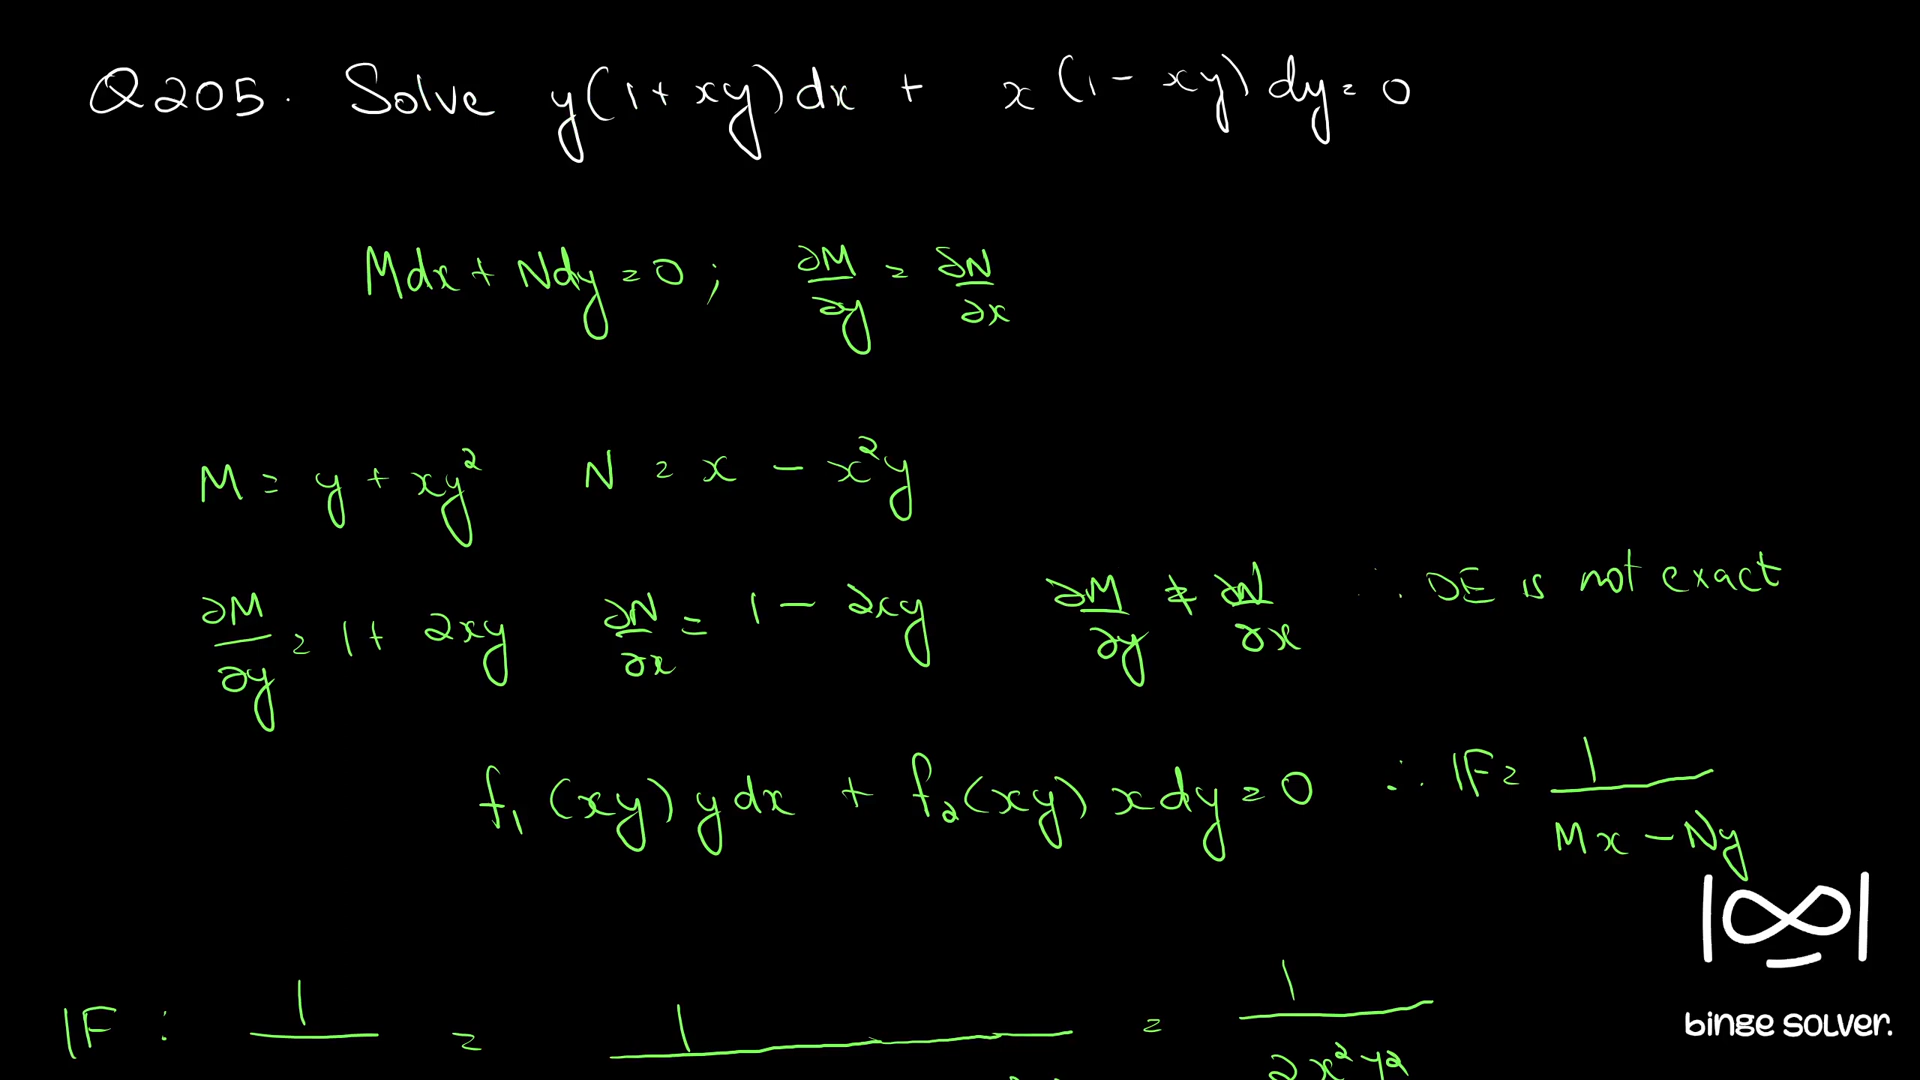 Q205. Solve y(1+xy)dx + x(1-xy)dy=0
Mdx + Ndy = 0; ∂M/∂y = ∂N/∂x
M = y + xy² N = x - x²y
∂M/∂y = 1 + 2xy ∂N/∂x = 1 - 2xy ∂M/∂y ≠ ∂N/∂x ∴ DE is not exact
f₁(xy)ydx + f₂(xy)xdy = 0 ∴ IF = 1/(Mx - Ny)
IF : 1 = 1 = 1/(2x²y²)
binge solver.